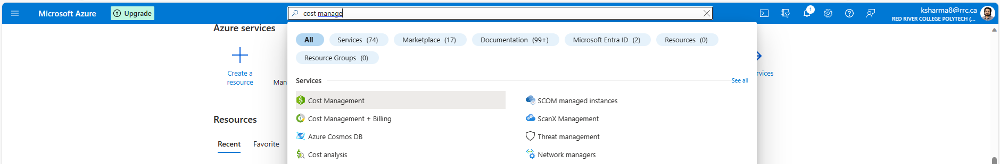 Microsoft Azure
Upgrade
cost manage
1
ksharma8@rrc.ca
RED RIVER COLLEGE POLYTECH (...
Azure services
All
Services (74)
Marketplace (17)
Documentation (99+)
Microsoft Entra ID (2)
Resources (0)
Resource Groups (0)
Create a
resource
Man
rvices
Services
See all
Cost Management
SCOM managed instances
Cost Management + Billing
ScanX Management
Azure Cosmos DB
Threat management
Cost analysis
Network managers
Resources
Recent
Favorite